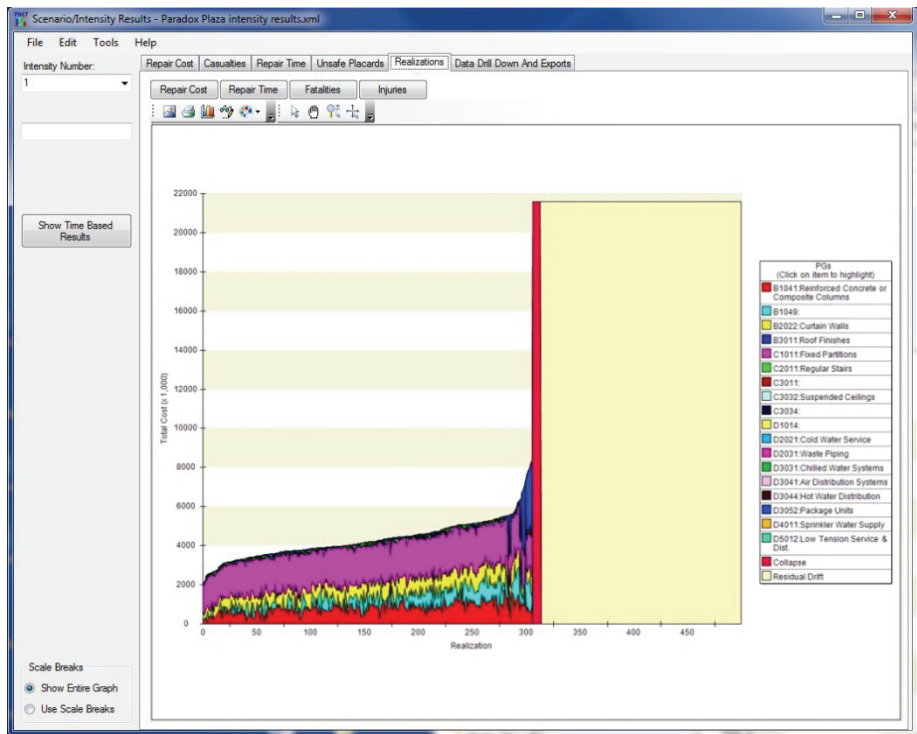 PACT
Scenario/Intensity Results - Paradox Plaza intensity results.xml
File Edit Tools Help
Intensity Number:
1
Show Time Based
Results
Repair Cost Casualties Repair Time Unsafe Placards Realizations Data Drill Down And Exports
Repair Cost Repair Time Fatalities Injuries
22000
20000
18000
16000
14000
12000
10000
8000
6000
4000
2000
0
Total Cost (x 1,000)
0 50 100 150 200 250 300 350 400 450
Realization
PGs
(Click on item to highlight)
B1041:Reinforced Concrete or
Composite Columns
B1049:
B2022:Curtain Walls
B3011:Roof Finishes
C1011:Fixed Partitions
C2011:Regular Stairs
C3011:
C3032:Suspended Ceilings
C3034:
D1014:
D2021:Cold Water Service
D2031:Waste Piping
D3031:Chilled Water Systems
D3041:Air Distribution Systems
D3044:Hot Water Distribution
D3052:Package Units
D4011:Sprinkler Water Supply
D5012:Low Tension Service &
Dist.
Collapse
Residual Drift
Scale Breaks
Show Entire Graph
Use Scale Breaks